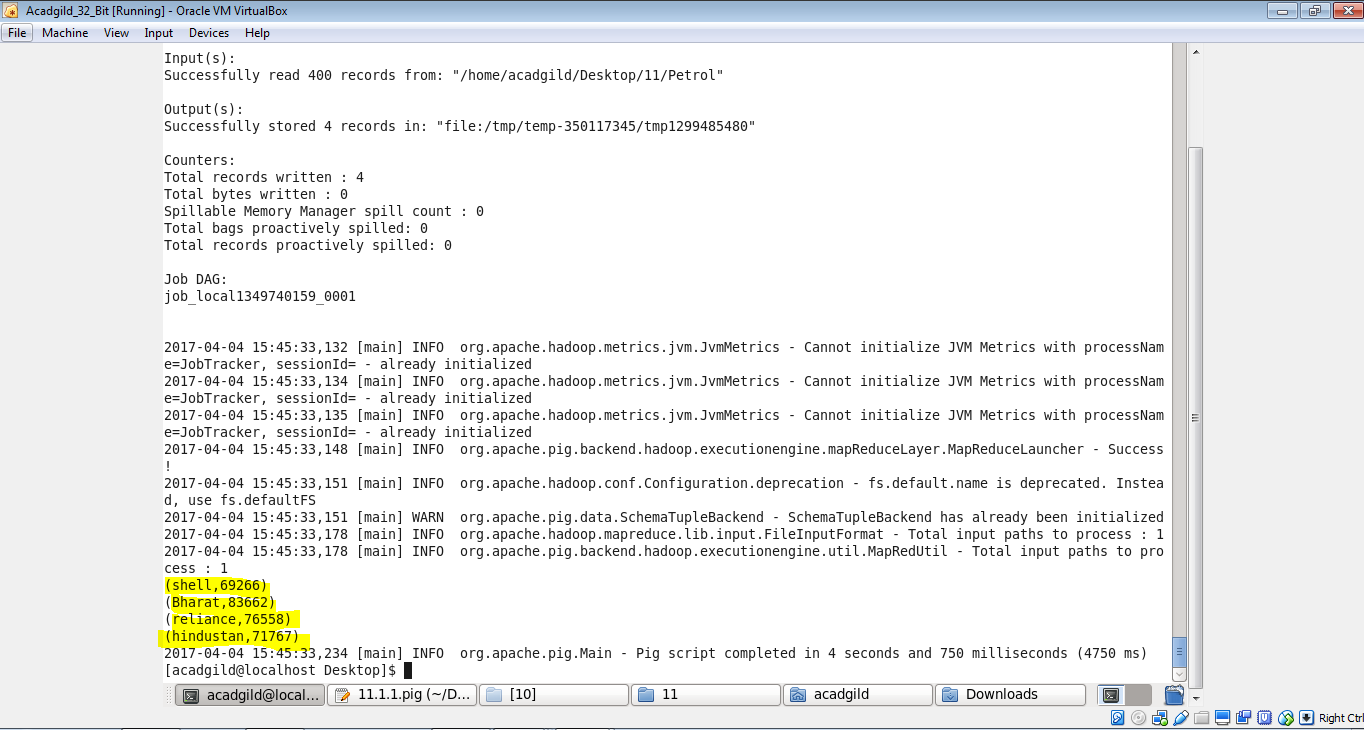 Acadgild_32_Bit [Running] - Oracle VM VirtualBox
File Machine View Input Devices Help
Input(s):
Successfully read 400 records from: "/home/acadgild/Desktop/11/Petrol"
Output(s):
Successfully stored 4 records in: "file:/tmp/temp-350117345/tmp1299485480"
Counters:
Total records written : 4
Total bytes written : 0
Spillable Memory Manager spill count : 0
Total bags proactively spilled: 0
Total records proactively spilled: 0
Job DAG:
job_local1349740159_0001
2017-04-04 15:45:33,132 [main] INFO  org.apache.hadoop.metrics.jvm.JvmMetrics - Cannot initialize JVM Metrics with processNam
e=JobTracker, sessionId= - already initialized
2017-04-04 15:45:33,134 [main] INFO  org.apache.hadoop.metrics.jvm.JvmMetrics - Cannot initialize JVM Metrics with processNam
e=JobTracker, sessionId= - already initialized
2017-04-04 15:45:33,135 [main] INFO  org.apache.hadoop.metrics.jvm.JvmMetrics - Cannot initialize JVM Metrics with processNam
e=JobTracker, sessionId= - already initialized
2017-04-04 15:45:33,148 [main] INFO  org.apache.pig.backend.hadoop.executionengine.mapReduceLayer.MapReduceLauncher - Success
!
2017-04-04 15:45:33,151 [main] INFO  org.apache.hadoop.conf.Configuration.deprecation - fs.default.name is deprecated. Instea
d, use fs.defaultFS
2017-04-04 15:45:33,151 [main] WARN  org.apache.pig.data.SchemaTupleBackend - SchemaTupleBackend has already been initialized
2017-04-04 15:45:33,178 [main] INFO  org.apache.hadoop.mapreduce.lib.input.FileInputFormat - Total input paths to process : 1
2017-04-04 15:45:33,178 [main] INFO  org.apache.pig.backend.hadoop.executionengine.util.MapRedUtil - Total input paths to pro
cess : 1
(shell,69266)
(Bharat,83662)
(reliance,76558)
(hindustan,71767)
2017-04-04 15:45:33,234 [main] INFO  org.apache.pig.Main - Pig script completed in 4 seconds and 750 milliseconds (4750 ms)
[acadgild@localhost Desktop]$
acadgild@local... 11.1.1.pig (~/D... [10] 11 acadgild Downloads
Right Ctrl